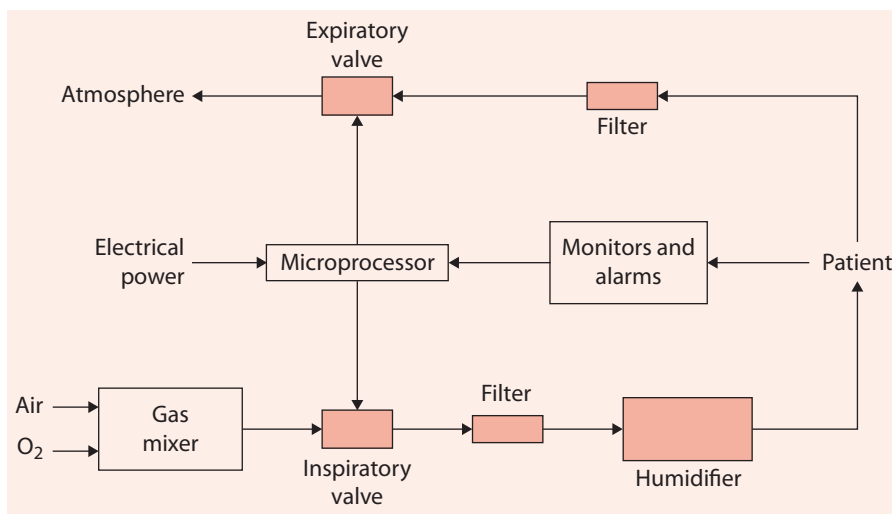 Expiratory
valve
Atmosphere
Filter
Electrical
power
Microprocessor
Monitors and
alarms
Patient
Air
O₂
Gas
mixer
Inspiratory
valve
Filter
Humidifier